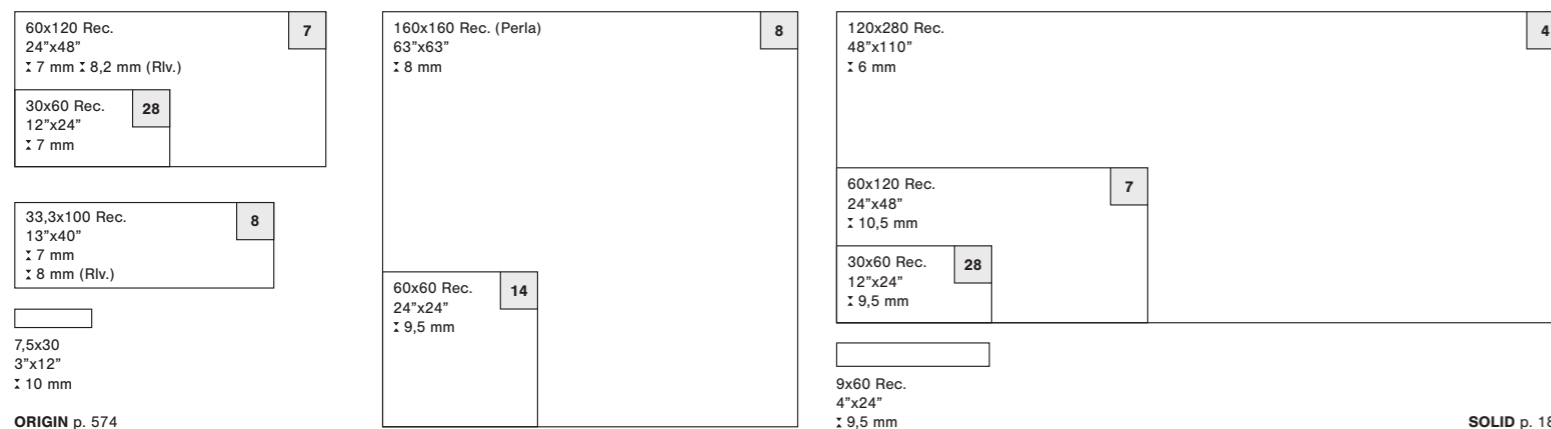 60x120 Rec.
7
24”x48”
7 mm 8,2 mm (Rlv.)
30x60 Rec.
28
12”x24”
7 mm
33,3x100 Rec.
8
13”x40”
7 mm
8 mm (Rlv.)
7,5x30
3”x12”
10 mm
ORIGIN p. 574
160x160 Rec. (Perla)
8
63”x63”
8 mm
60x60 Rec.
14
24”x24”
9,5 mm
120x280 Rec.
4
48”x110”
6 mm
60x120 Rec.
7
24”x48”
10,5 mm
30x60 Rec.
28
12”x24”
9,5 mm
9x60 Rec.
4”x24”
9,5 mm
SOLID p.